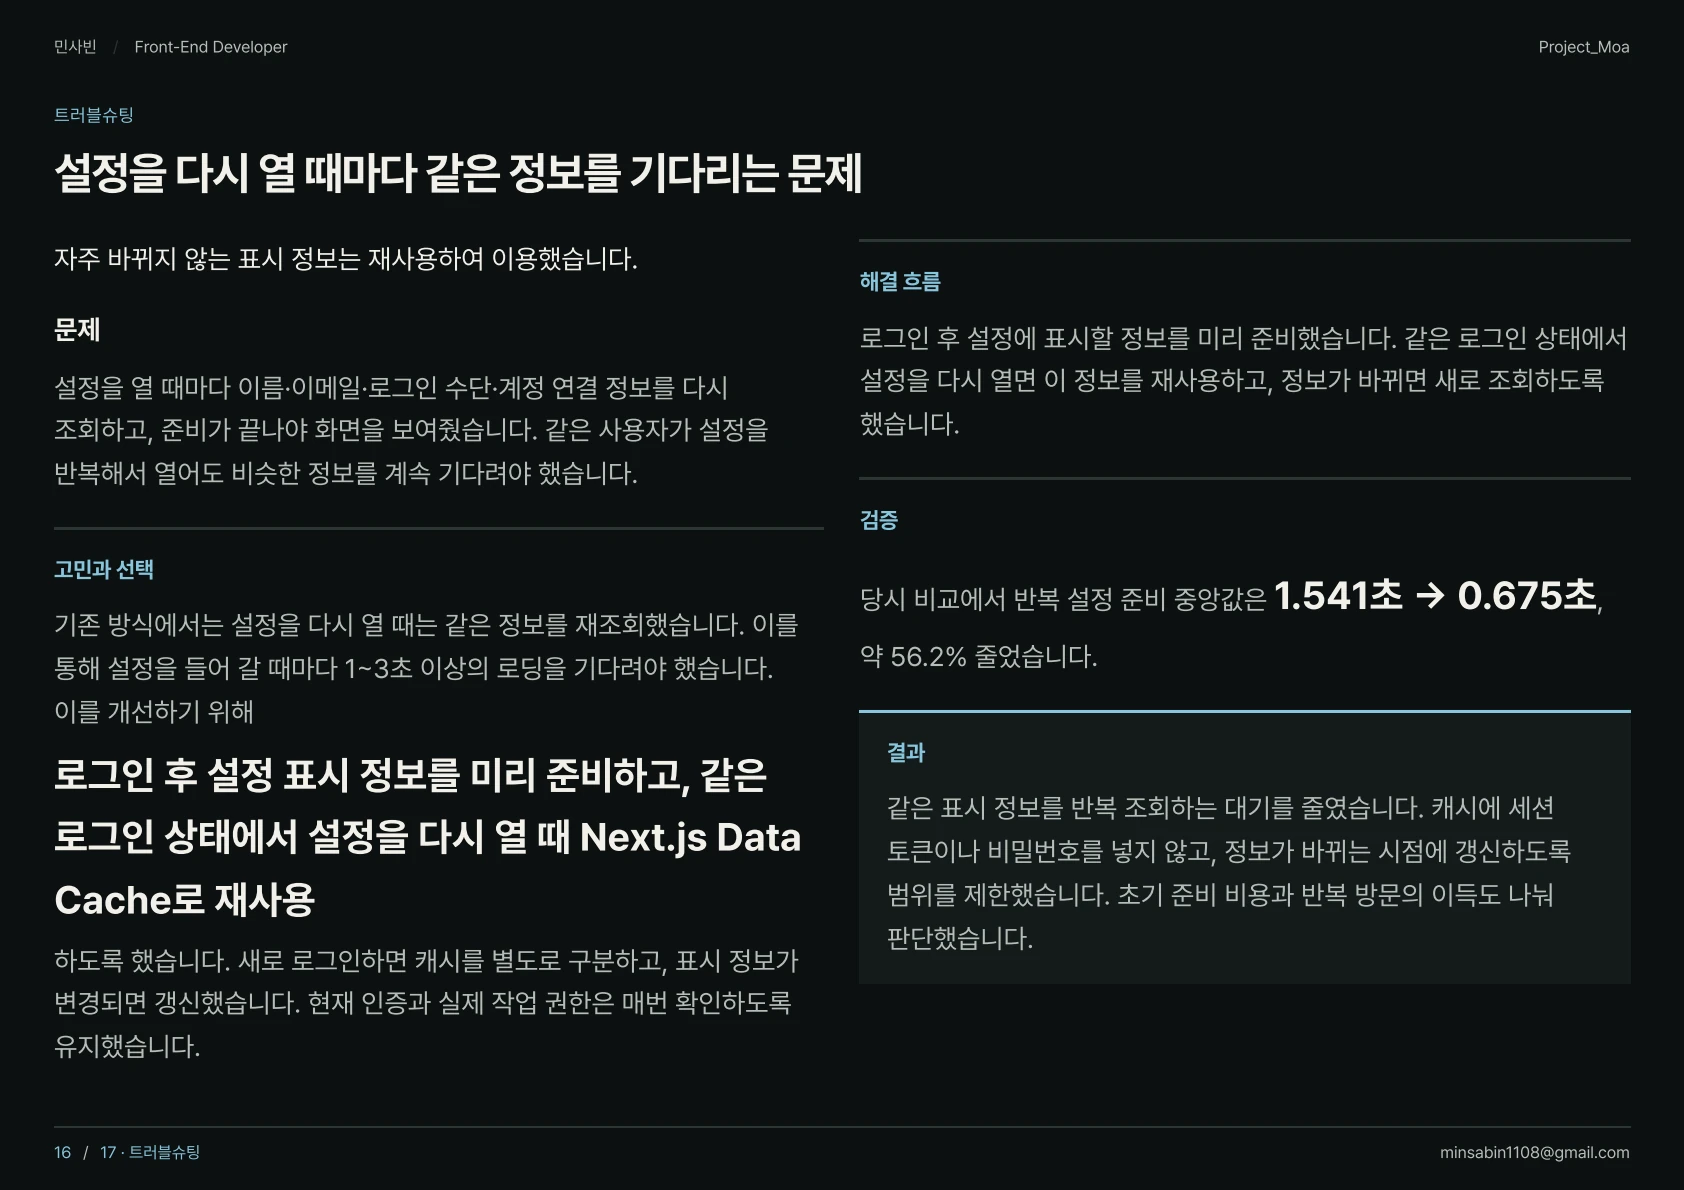 민사빈 / Front-End Developer
Project_Moa
트러블슈팅
설정을 다시 열 때마다 같은 정보를 기다리는 문제
자주 바뀌지 않는 표시 정보는 재사용하여 이용했습니다.
문제
설정을 열 때마다 이름·이메일·로그인 수단·계정 연결 정보를 다시
조회하고, 준비가 끝나야 화면을 보여줬습니다. 같은 사용자가 설정을
반복해서 열어도 비슷한 정보를 계속 기다려야 했습니다.
고민과 선택
기존 방식에서는 설정을 다시 열 때는 같은 정보를 재조회했습니다. 이를
통해 설정을 들어 갈 때마다 1~3초 이상의 로딩을 기다려야 했습니다.
이를 개선하기 위해
로그인 후 설정 표시 정보를 미리 준비하고, 같은
로그인 상태에서 설정을 다시 열 때 Next.js Data
Cache로 재사용
하도록 했습니다. 새로 로그인하면 캐시를 별도로 구분하고, 표시 정보가
변경되면 갱신했습니다. 현재 인증과 실제 작업 권한은 매번 확인하도록
유지했습니다.
해결 흐름
로그인 후 설정에 표시할 정보를 미리 준비했습니다. 같은 로그인 상태에서
설정을 다시 열면 이 정보를 재사용하고, 정보가 바뀌면 새로 조회하도록
했습니다.
검증
당시 비교에서 반복 설정 준비 중앙값은 1.541초 → 0.675초,
약 56.2% 줄었습니다.
결과
같은 표시 정보를 반복 조회하는 대기를 줄였습니다. 캐시에 세션
토큰이나 비밀번호를 넣지 않고, 정보가 바뀌는 시점에 갱신하도록
범위를 제한했습니다. 초기 준비 비용과 반복 방문의 이득도 나눠
판단했습니다.
16 / 17 · 트러블슈팅
minsabin1108@gmail.com